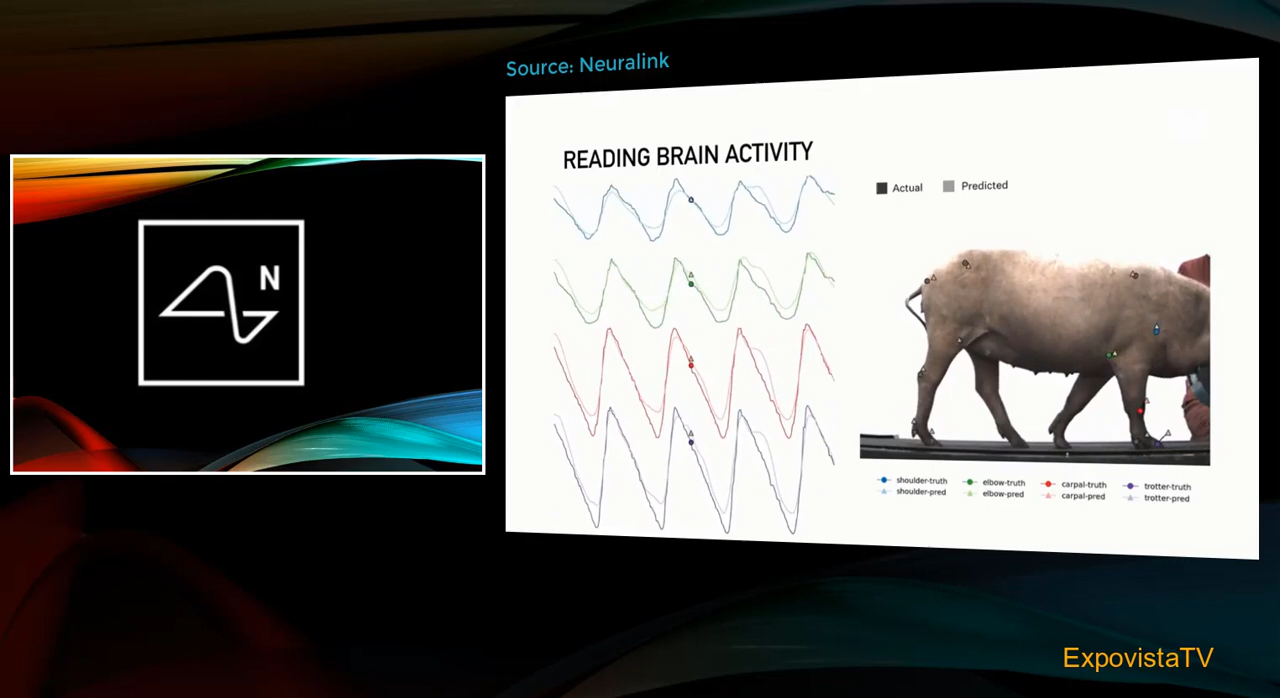 Source: Neuralink
READING BRAIN ACTIVITY
Actual
Predicted
N
shoulder-truth
elbow-truth
carpal-truth
trotter-truth
shoulder-pred
elbow-pred
carpal-pred
trotter-pred
ExpovistaTV